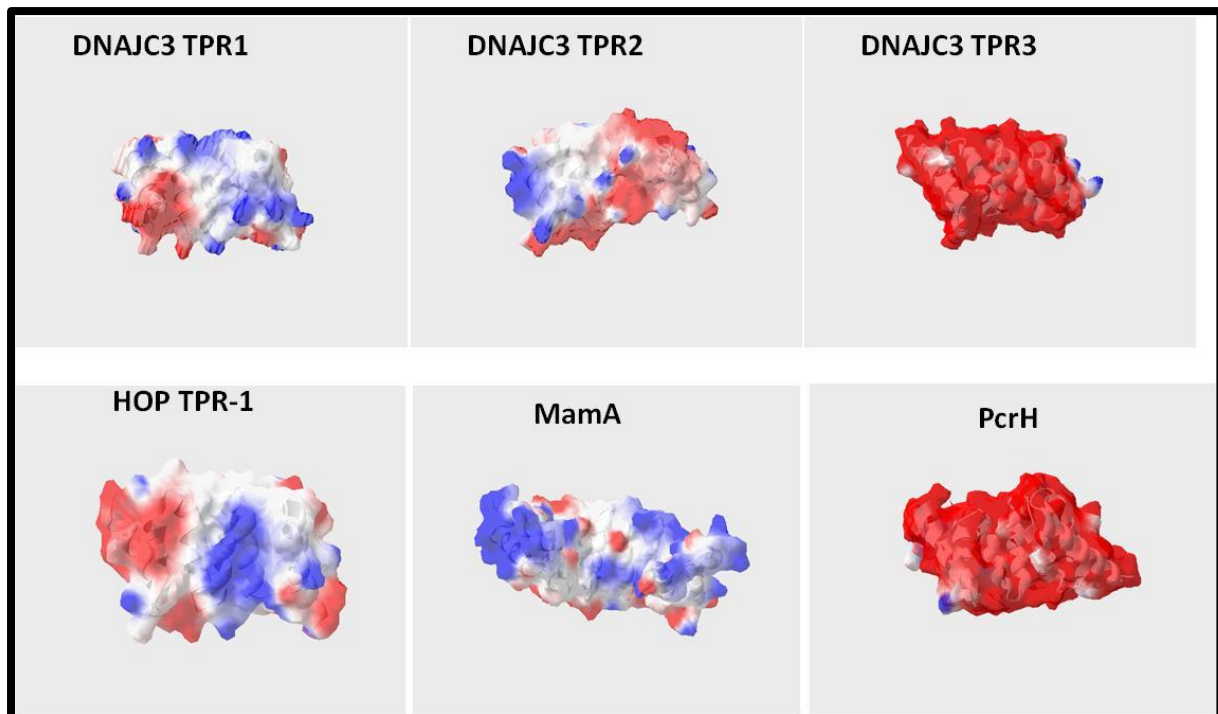 DNAJC3 TPR1
DNAJC3 TPR2
DNAJC3 TPR3
HOP TPR-1
MamA
PcrH